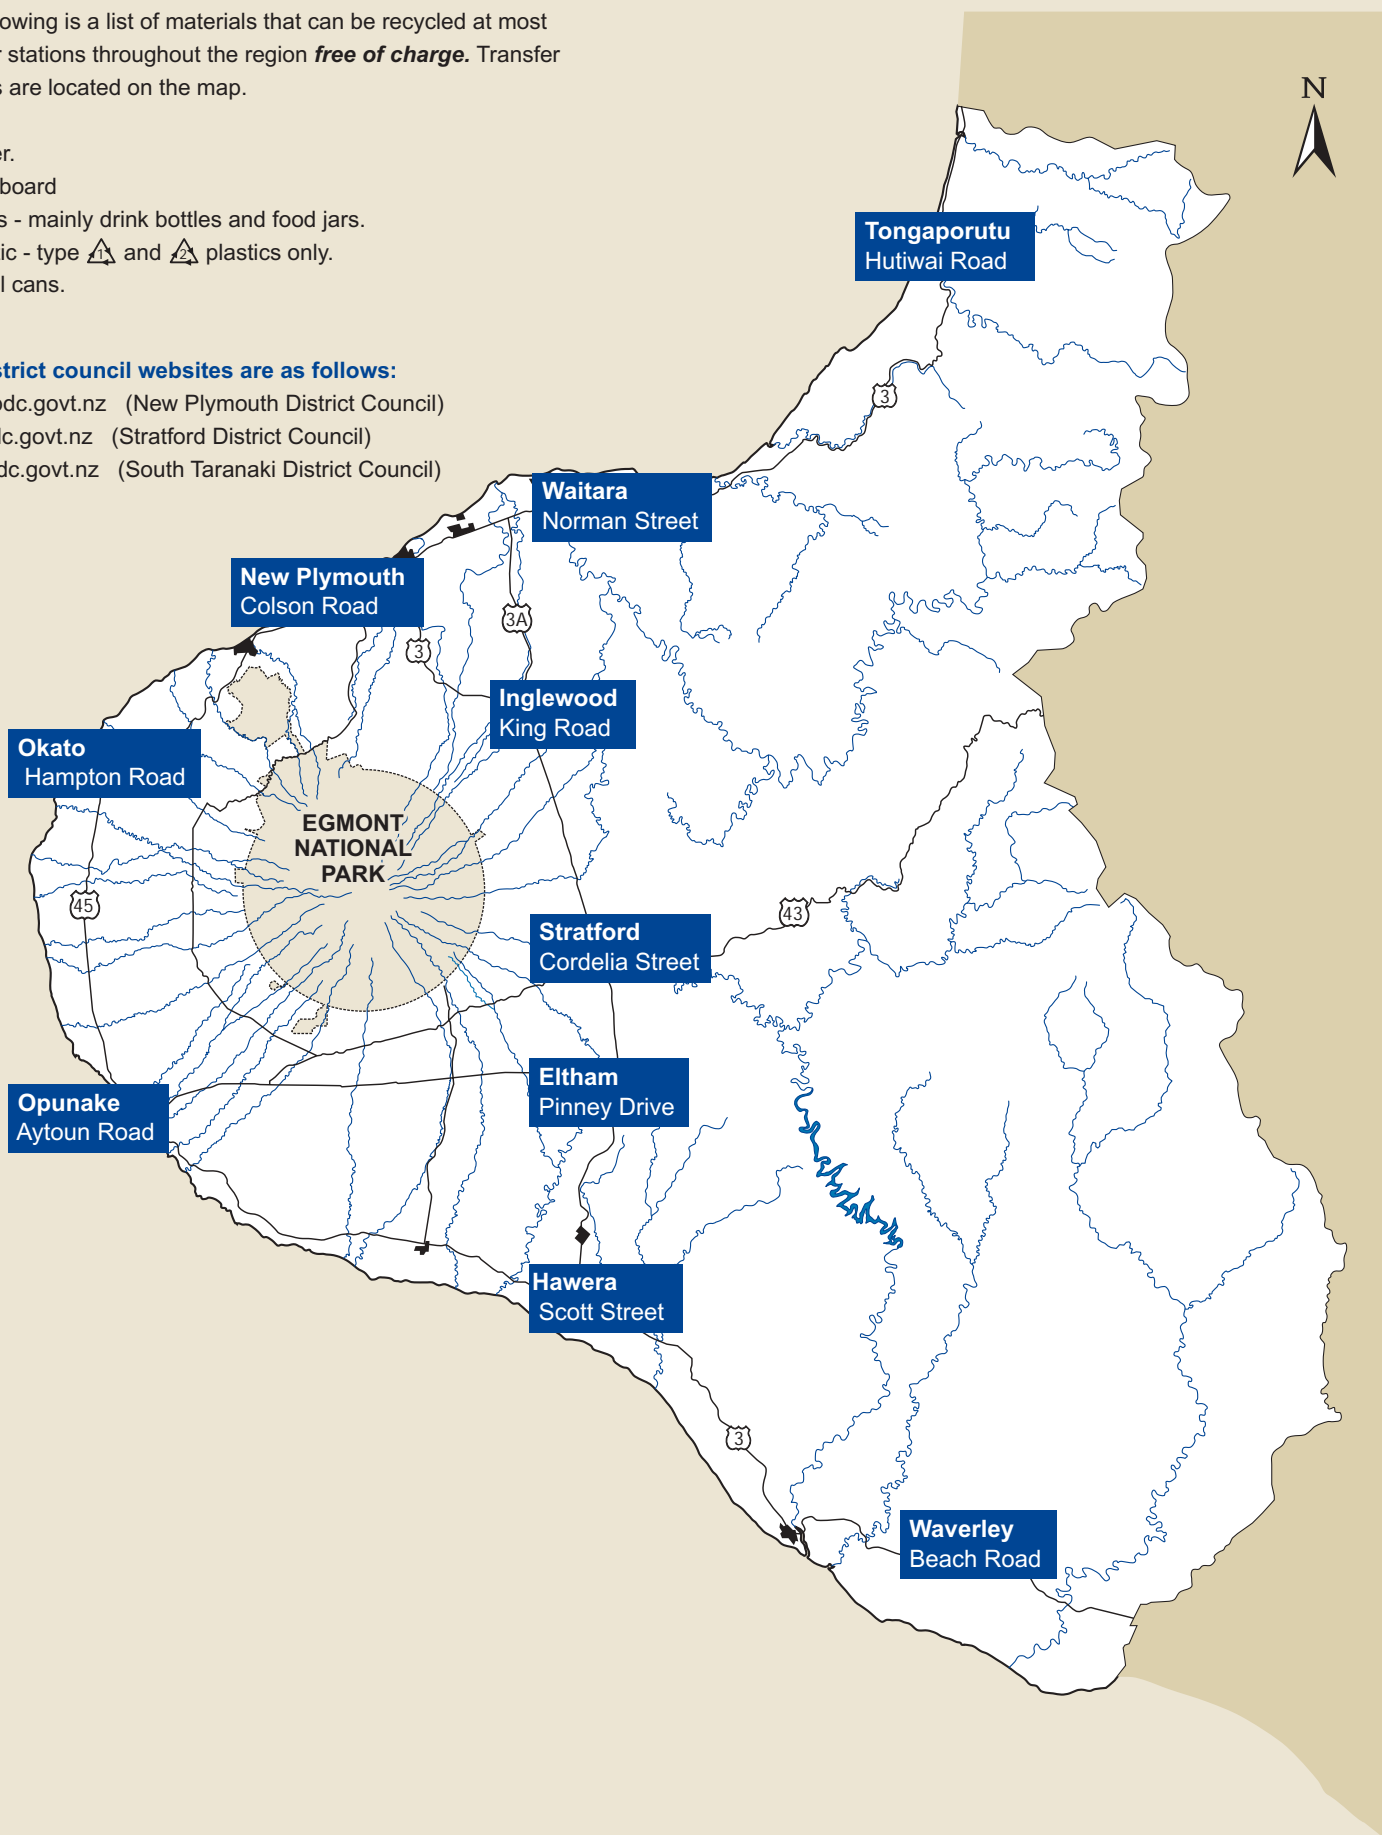 owing is a list of materials that can be recycled at most
r stations throughout the region free of charge. Transfer
s are located on the map.
er.
board
s - mainly drink bottles and food jars.
tic - type 1 and 2 plastics only.
l cans.
strict council websites are as follows:
pdc.govt.nz (New Plymouth District Council)
dc.govt.nz (Stratford District Council)
dc.govt.nz (South Taranaki District Council)
N
Tongaporutu
Hutiwai Road
3
Waitara
Norman Street
New Plymouth
Colson Road
3A
3
Inglewood
King Road
Okato
Hampton Road
EGMONT
NATIONAL
PARK
45
43
Stratford
Cordelia Street
Eltham
Pinney Drive
Opunake
Aytoun Road
Hawera
Scott Street
3
Waverley
Beach Road